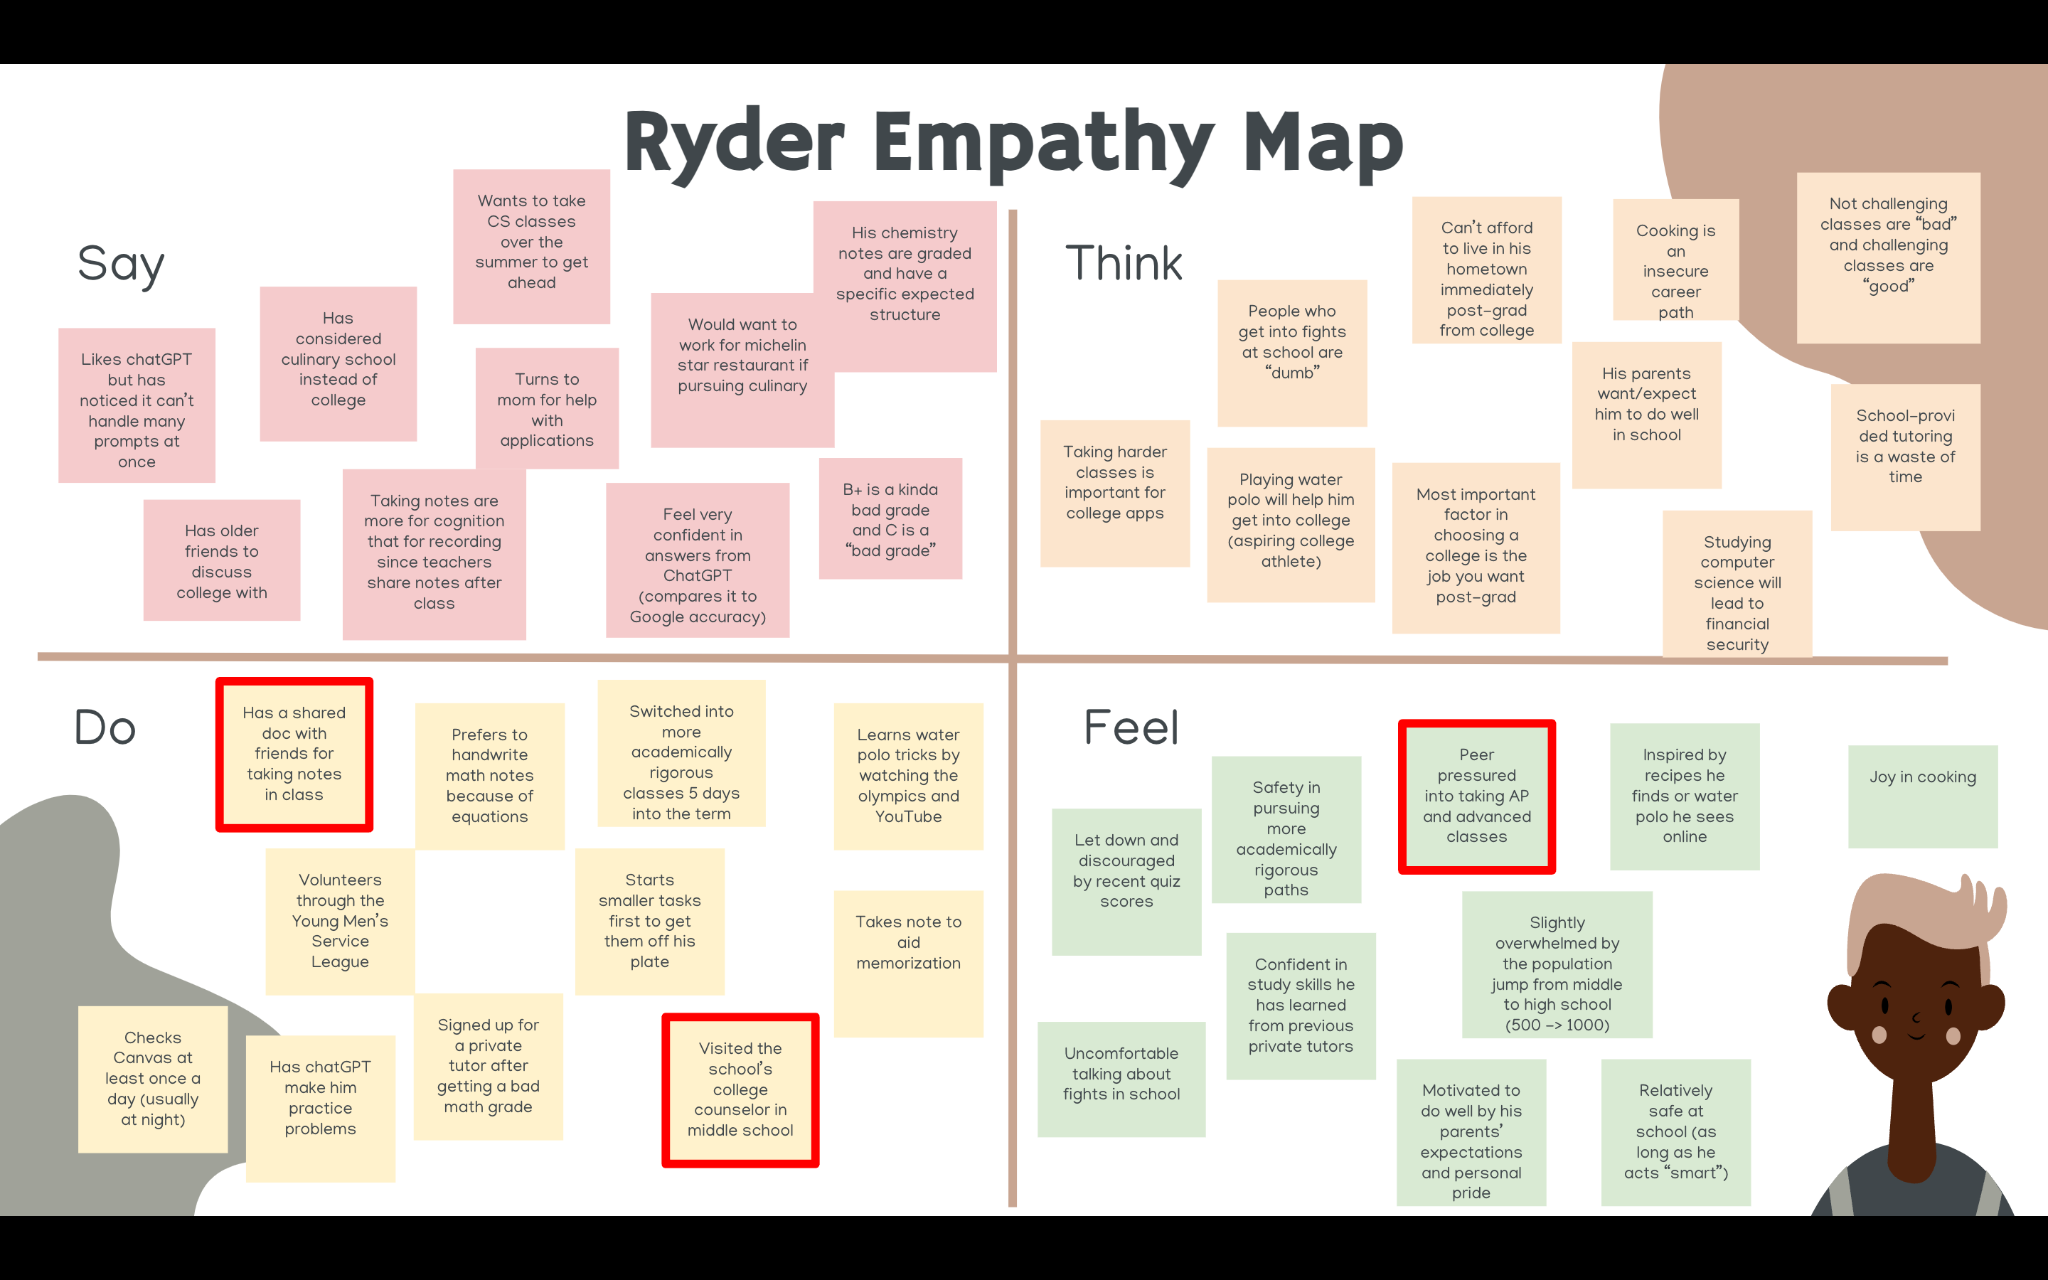 Ryder Empathy Map
Say
Wants to take
CS classes
over the
summer to get
ahead
His chemistry
notes are graded
and have a
specific expected
structure
Has
considered
culinary school
instead of
college
Would want to
work for michelin
star restaurant if
pursuing culinary
Likes chatGPT
but has
noticed it can't
handle many
prompts at
once
Turns to
mom for help
with
applications
Has older
friends to
discuss
college with
Taking notes are
more for cognition
that for recording
since teachers
share notes after
class
Feel very
confident in
answers from
ChatGPT
(compares it to
Google accuracy)
B+ is a kinda
bad grade
and C is a
“bad grade”
Think
Can't afford
to live in his
hometown
immediately
post-grad
from college
Cooking is
an
insecure
career
path
Not challenging
classes are “bad”
and challenging
classes are
“good”
People who
get into fights
at school are
“dumb”
His parents
want/expect
him to do well
in school
School-provi
ded tutoring
is a waste of
time
Taking harder
classes is
important for
college apps
Playing water
polo will help him
get into college
(aspiring college
athlete)
Most important
factor in
choosing a
college is the
job you want
post-grad
Studying
computer
science will
lead to
financial
security
Do
Has a shared
doc with
friends for
taking notes
in class
Prefers to
handwrite
math notes
because of
equations
Switched into
more
academically
rigorous
classes 5 days
into the term
Learns water
polo tricks by
watching the
olympics and
YouTube
Volunteers
through the
Young Men's
Service
League
Starts
smaller tasks
first to get
them off his
plate
Takes note to
aid
memorization
Checks
Canvas at
least once a
day (usually
at night)
Has chatGPT
make him
practice
problems
Signed up for
a private
tutor after
getting a bad
math grade
Visited the
school's
college
counselor in
middle school
Feel
Let down and
discouraged
by recent quiz
scores
Safety in
pursuing
more
academically
rigorous
paths
Peer
pressured
into taking AP
and advanced
classes
Inspired by
recipes he
finds or water
polo he sees
online
Joy in cooking
Confident in
study skills he
has learned
from previous
private tutors
Slightly
overwhelmed by
the population
jump from middle
to high school
(500 -> 1000)
Uncomfortable
talking about
fights in school
Motivated to
do well by his
parents'
expectations
and personal
pride
Relatively
safe at
school (as
long as he
acts “smart”)